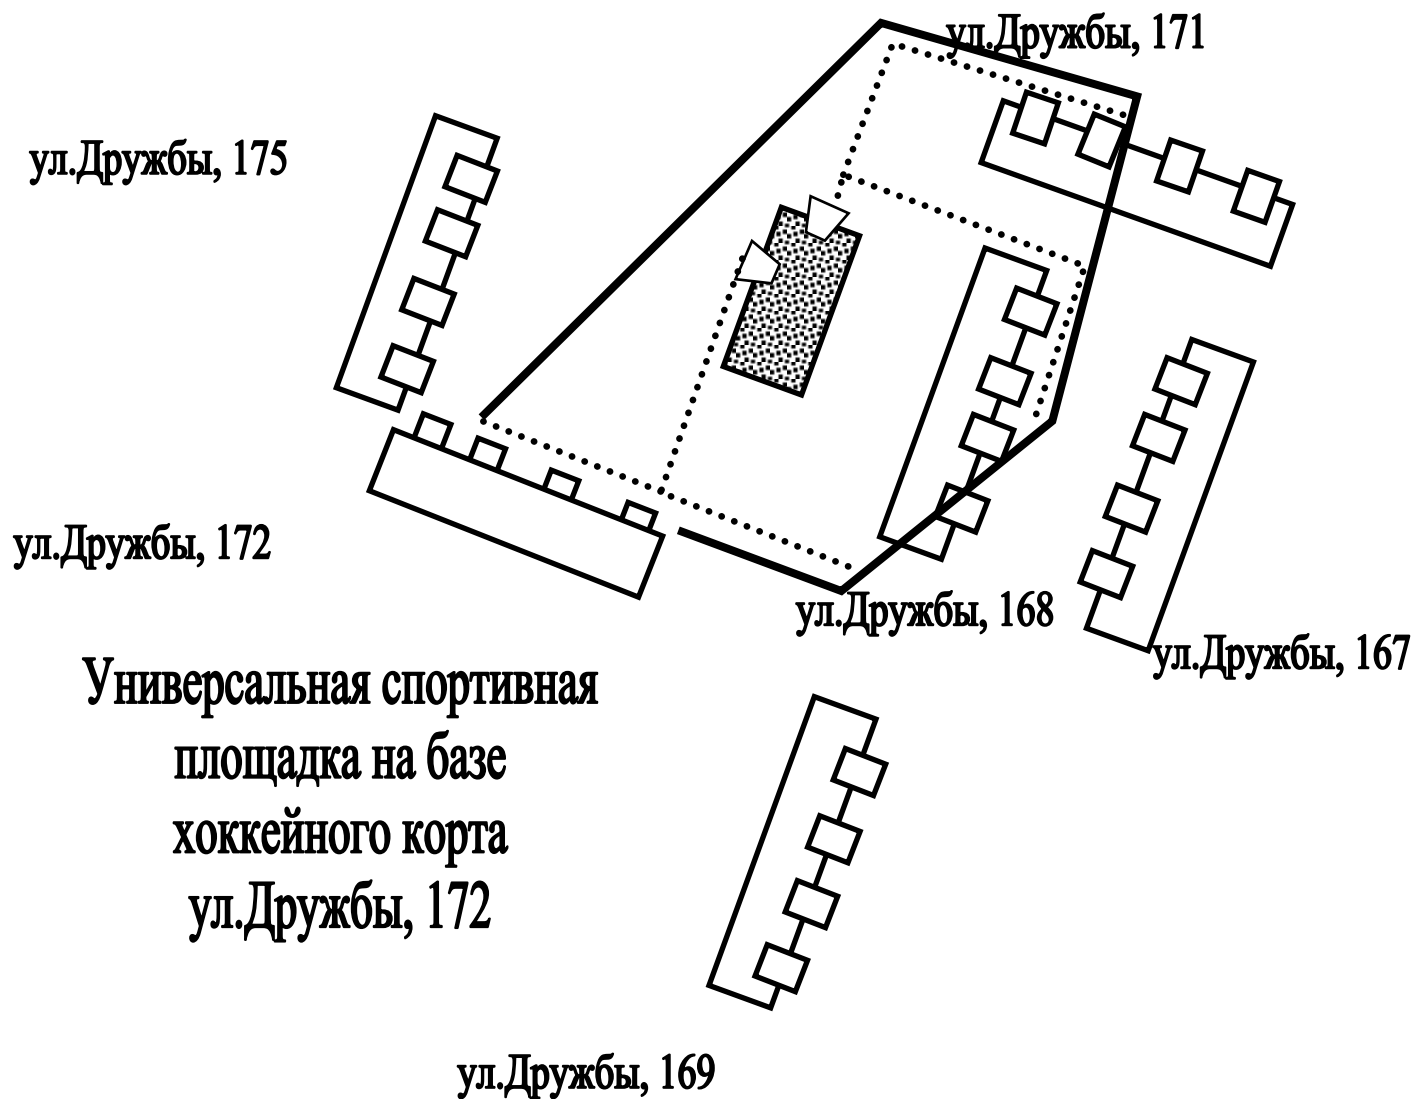 ул.Дружбы, 171
ул.Дружбы, 175
ул.Дружбы, 172
ул.Дружбы, 168
ул.Дружбы, 167
Универсальная спортивная
площадка на базе
хоккейного корта
ул.Дружбы, 172
ул.Дружбы, 169